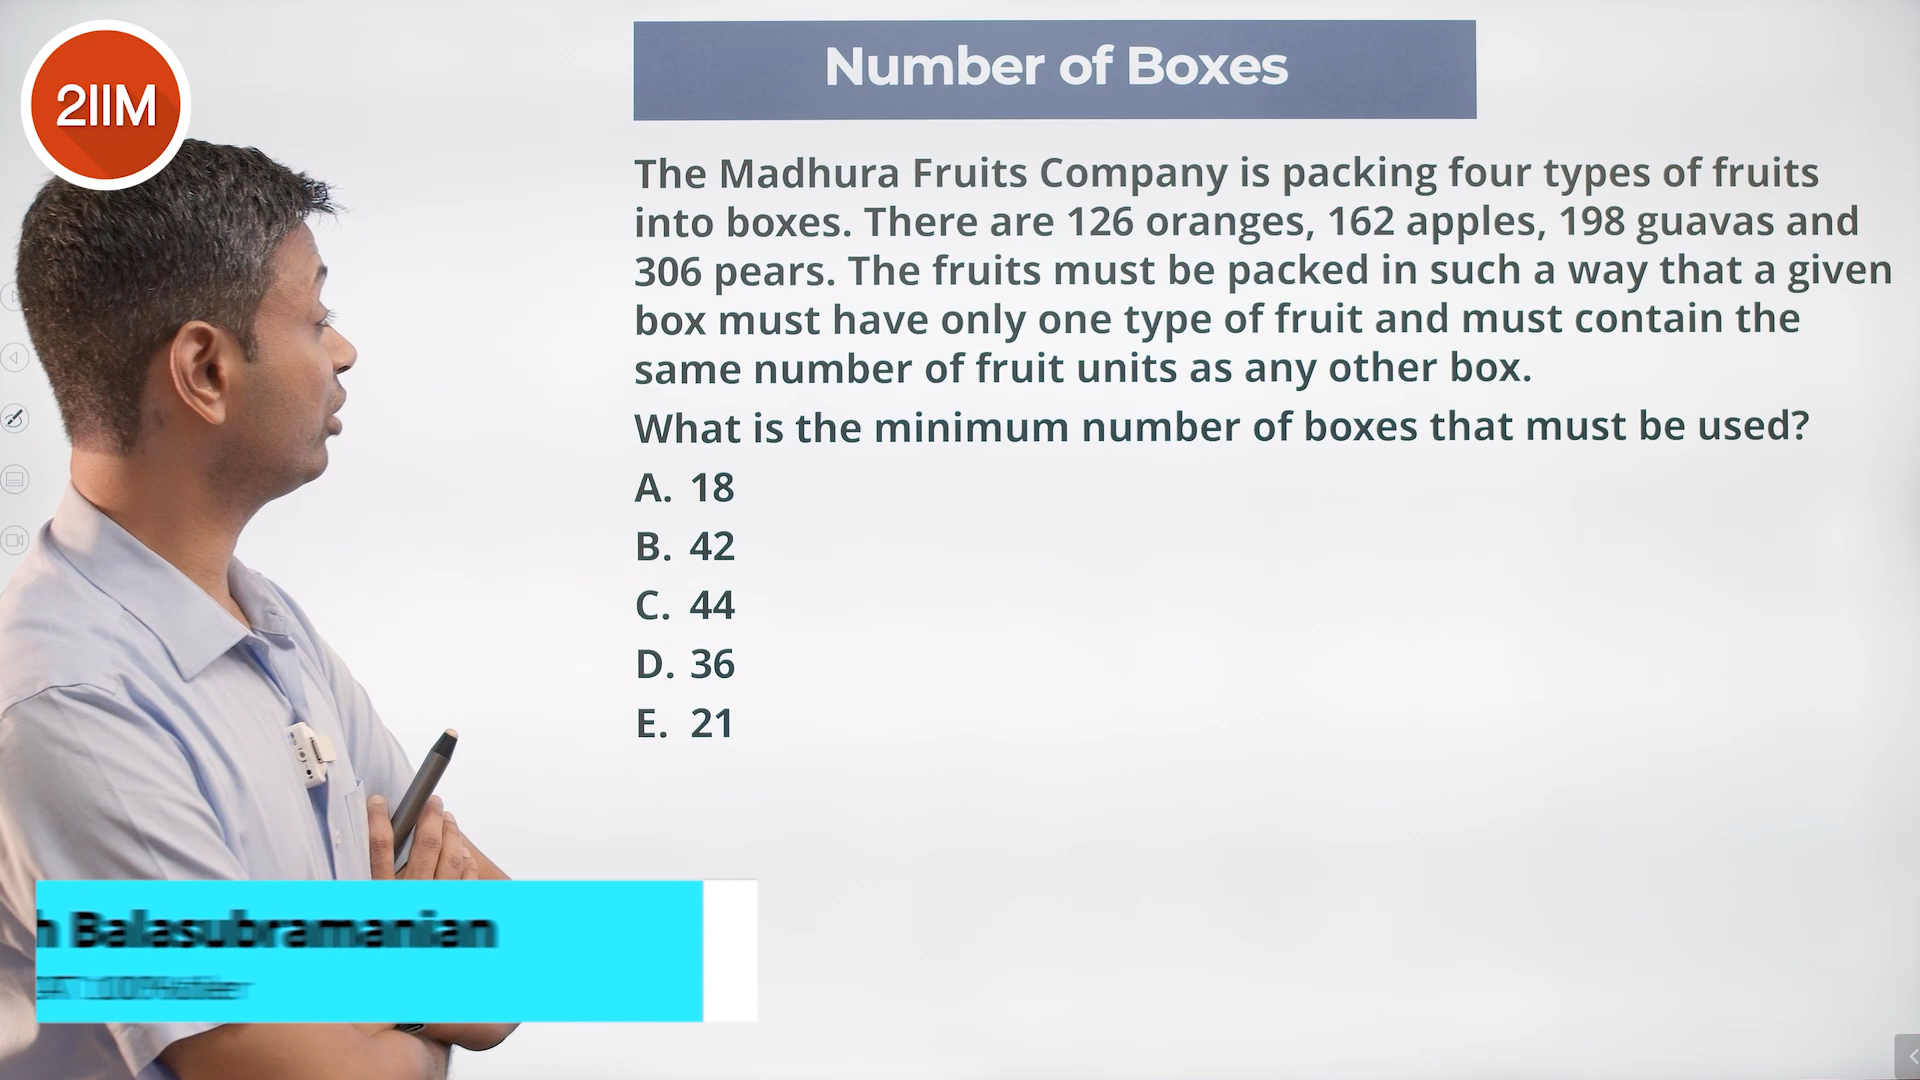 2IIM
Number of Boxes
The Madhura Fruits Company is packing four types of fruits
into boxes. There are 126 oranges, 162 apples, 198 guavas and
306 pears. The fruits must be packed in such a way that a given
box must have only one type of fruit and must contain the
same number of fruit units as any other box.
What is the minimum number of boxes that must be used?
A. 18
B. 42
C. 44
D. 36
E. 21
Balasubramanian